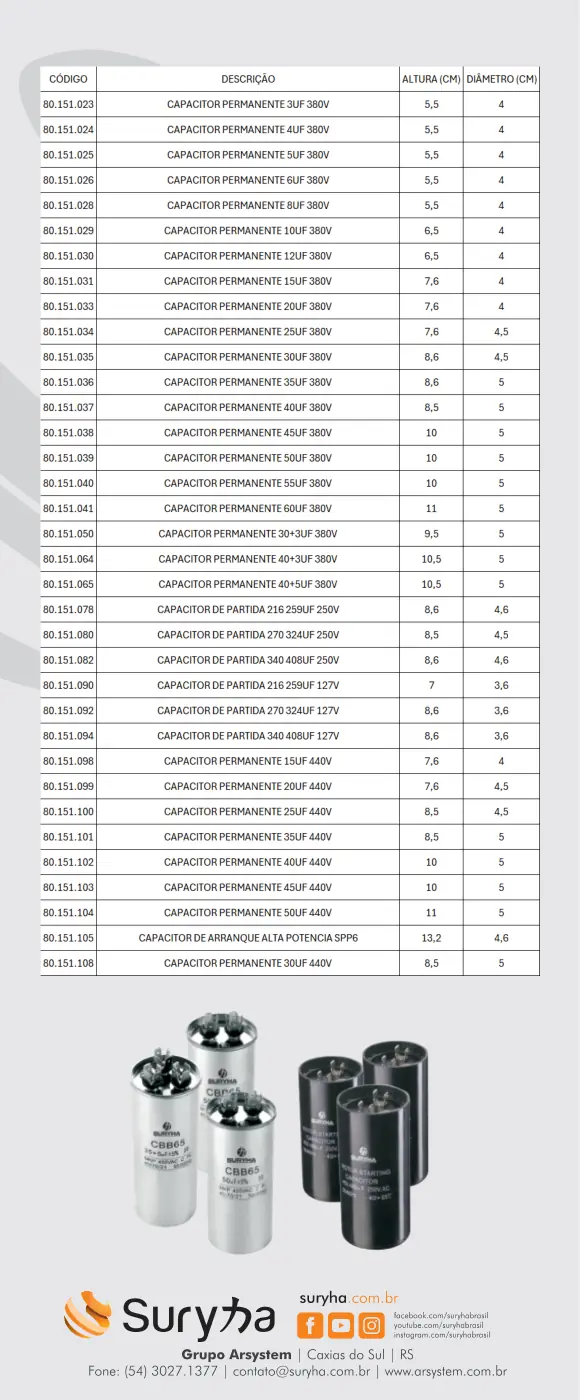 CÓDIGO DESCRIÇÃO ALTURA (CM) DIÂMETRO (CM)
80.151.023 CAPACITOR PERMANENTE 3UF 380V 5,5 4
80.151.024 CAPACITOR PERMANENTE 4UF 380V 5,5 4
80.151.025 CAPACITOR PERMANENTE 5UF 380V 5,5 4
80.151.026 CAPACITOR PERMANENTE 6UF 380V 5,5 4
80.151.028 CAPACITOR PERMANENTE 8UF 380V 5,5 4
80.151.029 CAPACITOR PERMANENTE 10UF 380V 6,5 4
80.151.030 CAPACITOR PERMANENTE 12UF 380V 6,5 4
80.151.031 CAPACITOR PERMANENTE 15UF 380V 7,6 4
80.151.033 CAPACITOR PERMANENTE 20UF 380V 7,6 4
80.151.034 CAPACITOR PERMANENTE 25UF 380V 7,6 4,5
80.151.035 CAPACITOR PERMANENTE 30UF 380V 8,6 4,5
80.151.036 CAPACITOR PERMANENTE 35UF 380V 8,6 5
80.151.037 CAPACITOR PERMANENTE 40UF 380V 8,5 5
80.151.038 CAPACITOR PERMANENTE 45UF 380V 10 5
80.151.039 CAPACITOR PERMANENTE 50UF 380V 10 5
80.151.040 CAPACITOR PERMANENTE 55UF 380V 10 5
80.151.041 CAPACITOR PERMANENTE 60UF 380V 11 5
80.151.050 CAPACITOR PERMANENTE 30+3UF 380V 9,5 5
80.151.064 CAPACITOR PERMANENTE 40+3UF 380V 10,5 5
80.151.065 CAPACITOR PERMANENTE 40+5UF 380V 10,5 5
80.151.078 CAPACITOR DE PARTIDA 216 259UF 250V 8,6 4,6
80.151.080 CAPACITOR DE PARTIDA 270 324UF 250V 8,5 4,5
80.151.082 CAPACITOR DE PARTIDA 340 408UF 250V 8,6 4,6
80.151.090 CAPACITOR DE PARTIDA 216 259UF 127V 7 3,6
80.151.092 CAPACITOR DE PARTIDA 270 324UF 127V 8,6 3,6
80.151.094 CAPACITOR DE PARTIDA 340 408UF 127V 8,6 3,6
80.151.098 CAPACITOR PERMANENTE 15UF 440V 7,6 4
80.151.099 CAPACITOR PERMANENTE 20UF 440V 7,6 4,5
80.151.100 CAPACITOR PERMANENTE 25UF 440V 8,5 4,5
80.151.101 CAPACITOR PERMANENTE 35UF 440V 8,5 5
80.151.102 CAPACITOR PERMANENTE 40UF 440V 10 5
80.151.103 CAPACITOR PERMANENTE 45UF 440V 10 5
80.151.104 CAPACITOR PERMANENTE 50UF 440V 11 5
80.151.105 CAPACITOR DE ARRANQUE ALTA POTENCIA SPP6 13,2 4,6
80.151.108 CAPACITOR PERMANENTE 30UF 440V 8,5 5
SURYHA
CBB65
SURYHA
CBB65
SURYHA
CBB65
SURYHA
SURYHA
MOTOR STARTING
CAPACITOR
Suryha
suryha.com.br
facebook.com/suryhabrasil
youtube.com/suryhabrasil
instagram.com/suryhabrasil
Grupo Arsystem | Caxias do Sul | RS
Fone: (54) 3027.1377 | contato@suryha.com.br | www.arsystem.com.br